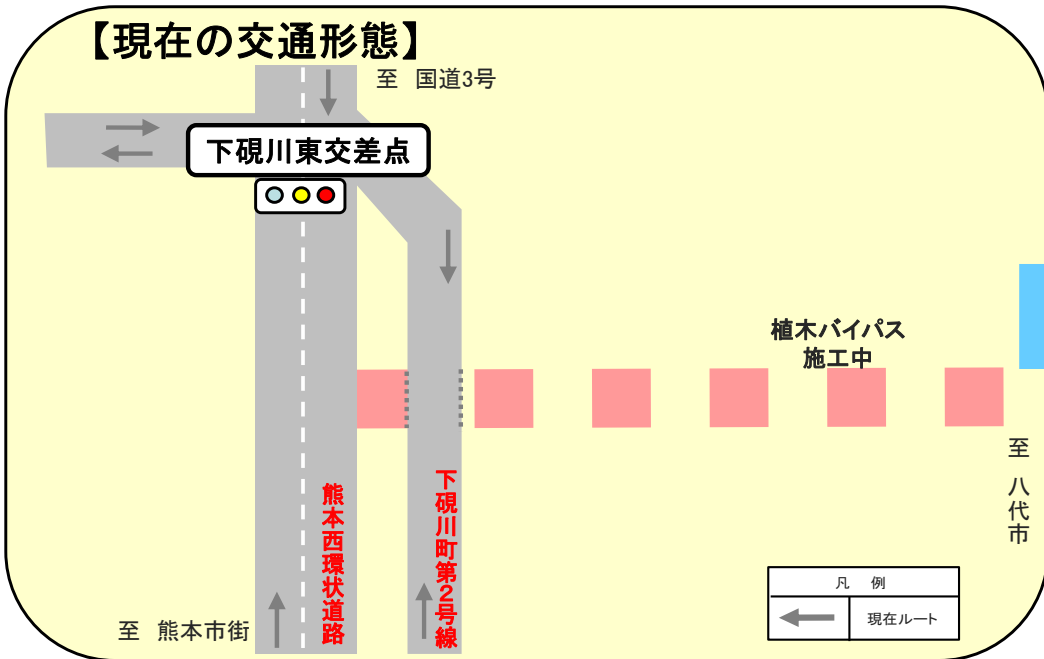 【現在の交通形態】
至 国道3号
下硯川東交差点
植木バイパス
施工中
熊本西環状道路
下硯川町第2号線
至 八代市
至 熊本市街
凡 例
現在ルート